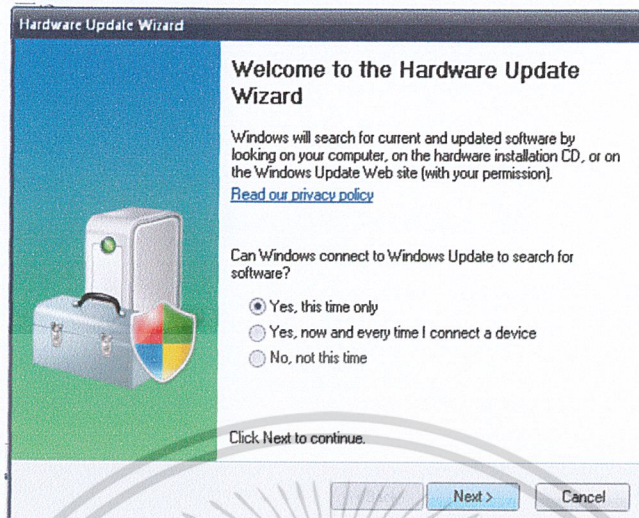 Hardware Update Wizard
Welcome to the Hardware Update
Wizard
Windows will search for current and updated software by
looking on your computer, on the hardware installation CD, or on
the Windows Update Web site (with your permission).
Read our privacy policy
Can Windows connect to Windows Update to search for
software?
Yes, this time only
Yes, now and every time I connect a device
No, not this time
Click Next to continue.
Next >
Cancel